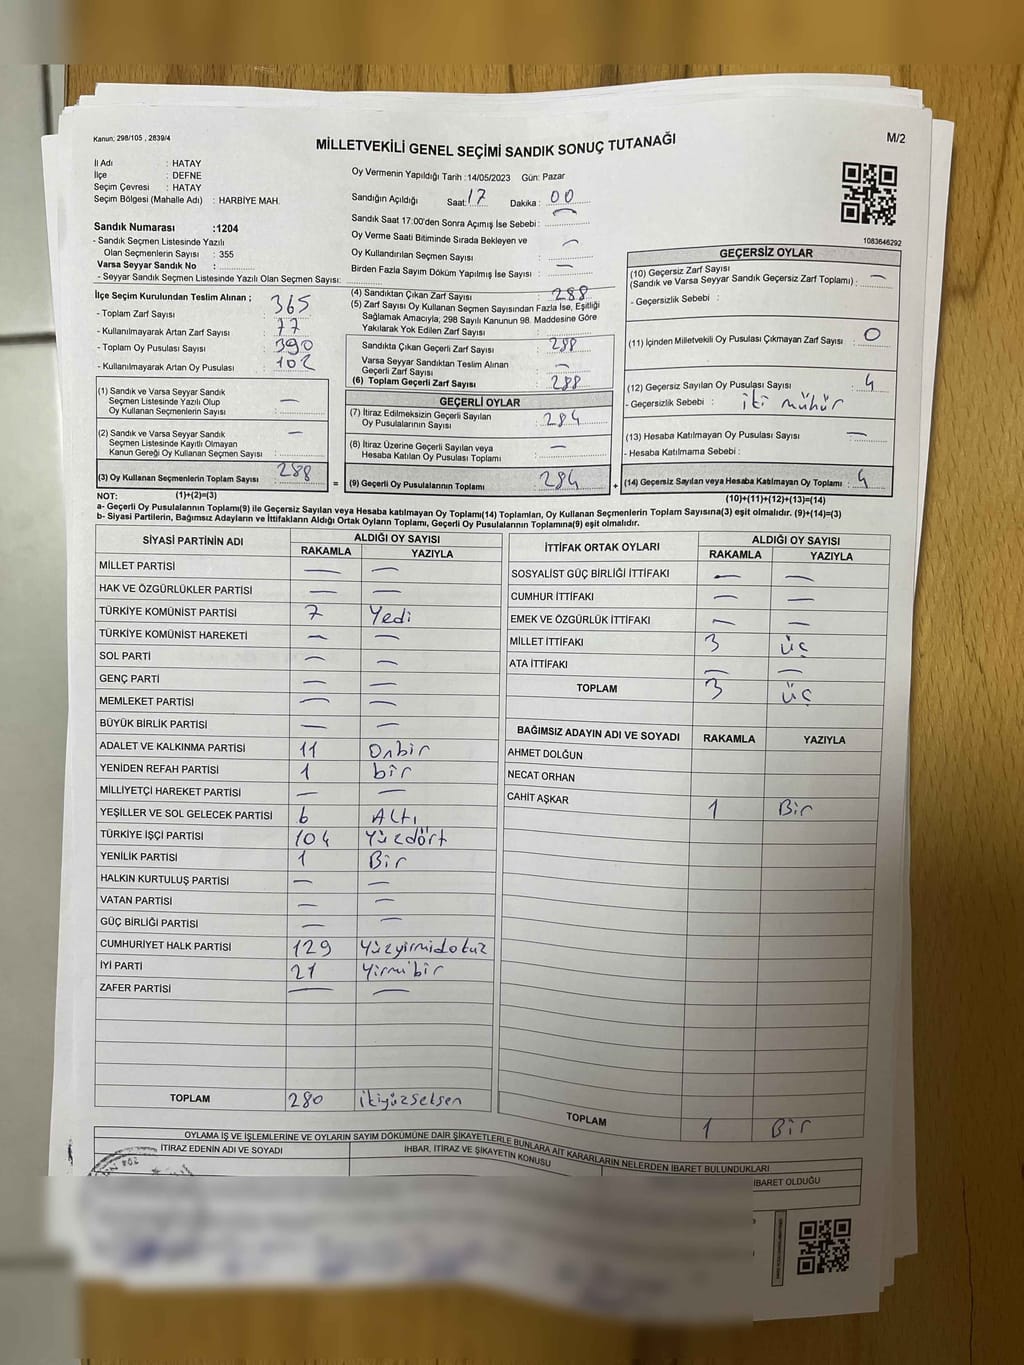 Kanun: 298/105 , 2839/4
M/2
MİLLETVEKİLİ GENEL SEÇİMİ SANDIK SONUÇ TUTANAĞI
İl Adı : HATAY
İlçe : DEFNE
Seçim Çevresi : HATAY
Seçim Bölgesi (Mahalle Adı) : HARBİYE MAH.
Sandık Numarası :1204
- Sandık Seçmen Listesinde Yazılı
Olan Seçmenlerin Sayısı : 355
Varsa Seyyar Sandık No :
- Seyyar Sandık Seçmen Listesinde Yazılı Olan Seçmen Sayısı:
İlçe Seçim Kurulundan Teslim Alınan ;
- Toplam Zarf Sayısı : 365
- Kullanılmayarak Artan Zarf Sayısı : 77
- Toplam Oy Pusulası Sayısı : 390
- Kullanılmayarak Artan Oy Pusulası : 102
(1) Sandık ve Varsa Seyyar Sandık
Seçmen Listesinde Yazılı Olup
Oy Kullanan Seçmenlerin Sayısı : —
(2) Sandık ve Varsa Seyyar Sandık
Seçmen Listesinde Kayıtlı Olmayan
Kanun Gereği Oy Kullanan Seçmen Sayısı : —
(3) Oy Kullanan Seçmenlerin Toplam Sayısı : 288
Oy Vermenin Yapıldığı Tarih :14/05/2023 Gün: Pazar
Sandığın Açıldığı Saat: 17 Dakika : 00
Sandık Saat 17:00'den Sonra Açımış İse Sebebi : —
Oy Verme Saati Bitiminde Sırada Bekleyen ve
Oy Kullandırılan Seçmen Sayısı : —
Birden Fazla Sayım Döküm Yapılmış İse Sayısı : —
(4) Sandıktan Çıkan Zarf Sayısı : 288
(5) Zarf Sayısı Oy Kullanan Seçmen Sayısından Fazla İse, Eşitliği
Sağlamak Amacıyla, 298 Sayılı Kanunun 98. Maddesine Göre
Yakılarak Yok Edilen Zarf Sayısı :
Sandıkta Çıkan Geçerli Zarf Sayısı : 288
Varsa Seyyar Sandıktan Teslim Alınan
Geçerli Zarf Sayısı : —
(6) Toplam Geçerli Zarf Sayısı : 288
GEÇERLİ OYLAR
(7) İtiraz Edilmeksizin Geçerli Sayılan
Oy Pusulalarının Sayısı : 284
(8) İtiraz Üzerine Geçerli Sayılan veya
Hesaba Katılan Oy Pusulası Toplamı : —
= (9) Geçerli Oy Pusulalarının Toplamı : 284
1083646292
GEÇERSİZ OYLAR
(10) Geçersiz Zarf Sayısı
(Sandık ve Varsa Seyyar Sandık Geçersiz Zarf Toplamı) : —
- Geçersizlik Sebebi :
(11) İçinden Milletvekili Oy Pusulası Çıkmayan Zarf Sayısı : 0
(12) Geçersiz Sayılan Oy Pusulası Sayısı : 4
- Geçersizlik Sebebi : iki mühür
(13) Hesaba Katılmayan Oy Pusulası Sayısı : —
- Hesaba Katılmama Sebebi :
+ (14) Geçersiz Sayılan veya Hesaba Katılmayan Oy Toplamı : 4
NOT: (1)+(2)=(3)
(10)+(11)+(12)+(13)=(14)
a- Geçerli Oy Pusulalarının Toplamı(9) ile Geçersiz Sayılan veya Hesaba katılmayan Oy Toplamı(14) Toplamları, Oy Kullanan Seçmenlerin Toplam Sayısına(3) eşit olmalıdır. (9)+(14)=(3)
b- Siyasi Partilerin, Bağımsız Adayların ve İttifakların Aldığı Ortak Oyların Toplamı, Geçerli Oy Pusulalarının Toplamına(9) eşit olmalıdır.
SİYASİ PARTİNİN ADI ALDIĞI OY SAYISI
RAKAMLA YAZIYLA
MİLLET PARTİSİ — —
HAK VE ÖZGÜRLÜKLER PARTİSİ — —
TÜRKİYE KOMÜNİST PARTİSİ 7 Yedi
TÜRKİYE KOMÜNİST HAREKETİ — —
SOL PARTİ — —
GENÇ PARTİ — —
MEMLEKET PARTİSİ — —
BÜYÜK BİRLİK PARTİSİ — —
ADALET VE KALKINMA PARTİSİ 11 Onbir
YENİDEN REFAH PARTİSİ 1 bir
MİLLİYETÇİ HAREKET PARTİSİ — —
YEŞİLLER VE SOL GELECEK PARTİSİ 6 Altı
TÜRKİYE İŞÇİ PARTİSİ 104 Yüzdört
YENİLİK PARTİSİ 1 Bir
HALKIN KURTULUŞ PARTİSİ — —
VATAN PARTİSİ — —
GÜÇ BİRLİĞİ PARTİSİ — —
CUMHURİYET HALK PARTİSİ 129 Yüzyirmidokuz
İYİ PARTİ 21 Yirmibir
ZAFER PARTİSİ — —
TOPLAM 280 ikiyüzseksen
İTTİFAK ORTAK OYLARI ALDIĞI OY SAYISI
RAKAMLA YAZIYLA
SOSYALİST GÜÇ BİRLİĞİ İTTİFAKI — —
CUMHUR İTTİFAKI — —
EMEK VE ÖZGÜRLÜK İTTİFAKI — —
MİLLET İTTİFAKI 3 üç
ATA İTTİFAKI — —
TOPLAM 3 üç
BAĞIMSIZ ADAYIN ADI VE SOYADI RAKAMLA YAZIYLA
AHMET DOLĞUN
NECAT ORHAN
CAHİT AŞKAR 1 Bir
TOPLAM 1 Bir
OYLAMA İŞ VE İŞLEMLERİNE VE OYLARIN SAYIM DÖKÜMÜNE DAİR ŞİKAYETLERLE BUNLARA AİT KARARLARIN NELERDEN İBARET BULUNDUKLARI
İTİRAZ EDENİN ADI VE SOYADI
İHBAR, İTİRAZ VE ŞİKAYETİN KONUSU
İBARET OLDUĞU